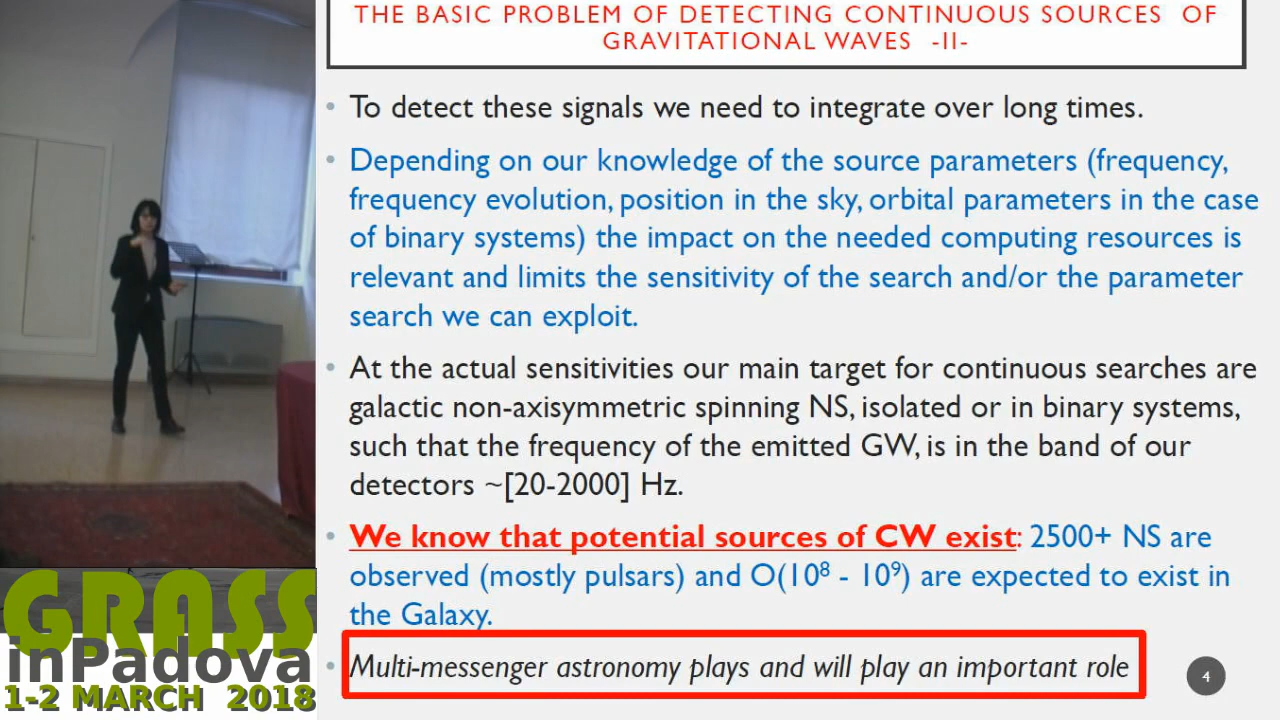 THE BASIC PROBLEM OF DETECTING CONTINUOUS SOURCES OF
GRAVITATIONAL WAVES -II-
• To detect these signals we need to integrate over long times.
• Depending on our knowledge of the source parameters (frequency,
frequency evolution, position in the sky, orbital parameters in the case
of binary systems) the impact on the needed computing resources is
relevant and limits the sensitivity of the search and/or the parameter
search we can exploit.
• At the actual sensitivities our main target for continuous searches are
galactic non-axisymmetric spinning NS, isolated or in binary systems,
such that the frequency of the emitted GW, is in the band of our
detectors ~[20-2000] Hz.
• We know that potential sources of CW exist: 2500+ NS are
observed (mostly pulsars) and O(10⁸ - 10⁹) are expected to exist in
the Galaxy.
• Multi-messenger astronomy plays and will play an important role
4
GRASS
inPadova
1-2 MARCH 2018